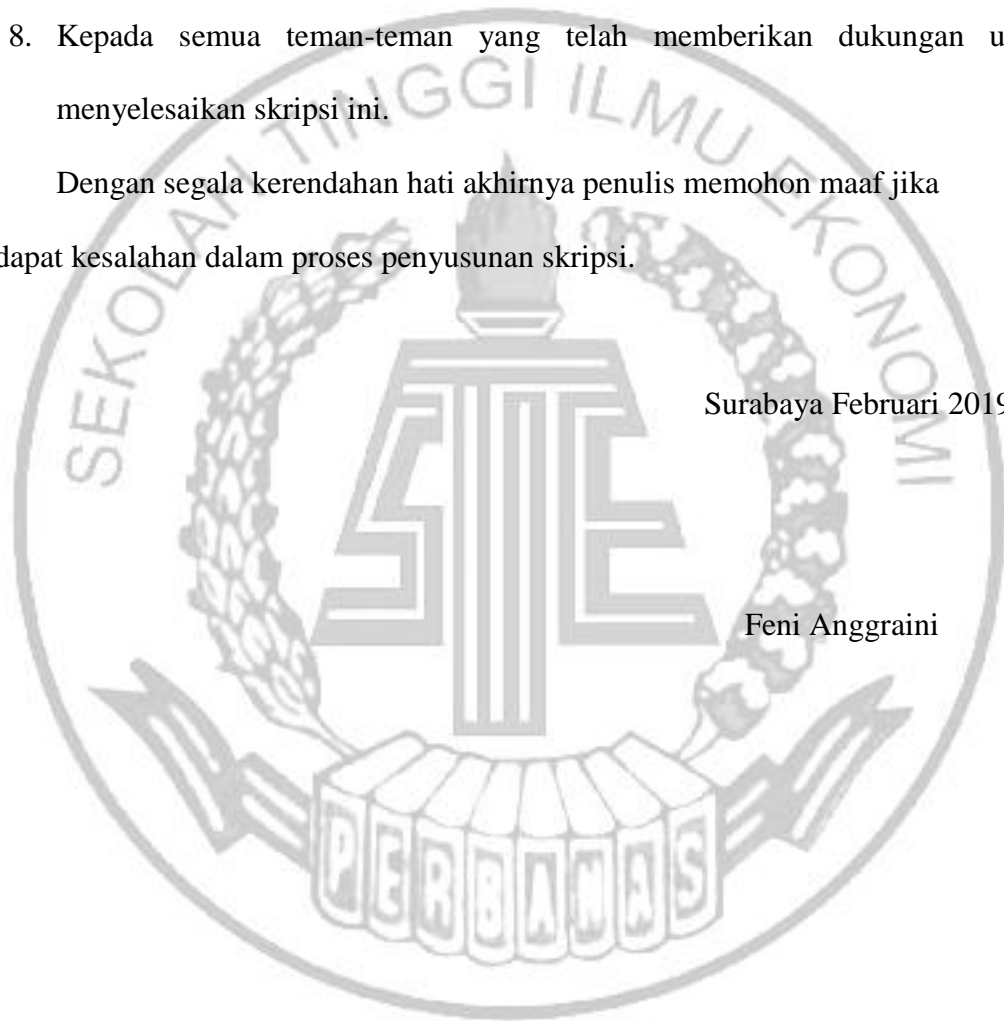 8. Kepada semua teman-teman yang telah memberikan dukungan u
menyelesaikan skripsi ini.
Dengan segala kerendahan hati akhirnya penulis memohon maaf jika
dapat kesalahan dalam proses penyusunan skripsi.
Surabaya Februari 2019
Feni Anggraini
SEKOLAH TINGGI ILMU EKONOMI
STIE
PERBANAS